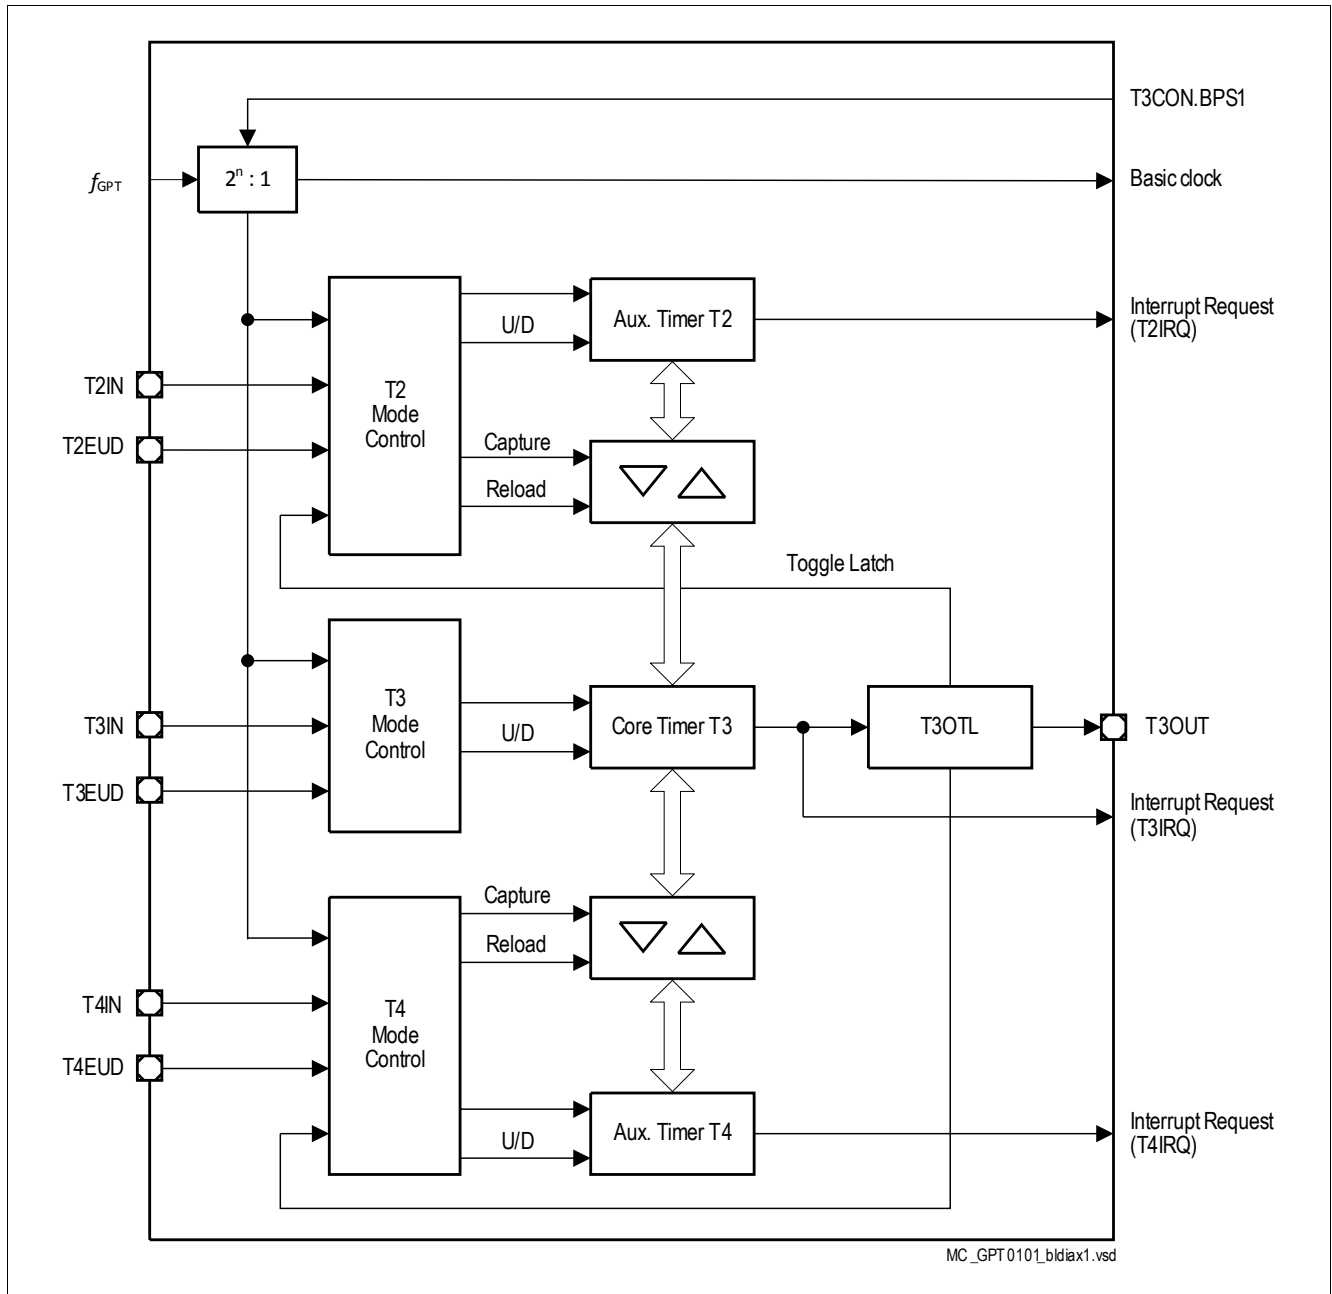 T3CON.BPS1
fGPT
2ⁿ : 1
Basic clock
Aux. Timer T2
U/D
Interrupt Request
(T2IRQ)
T2IN
T2
Mode
Control
T2EUD
Capture
Reload
Toggle Latch
T3
Mode
Control
T3IN
U/D
Core Timer T3
T3OTL
T3OUT
T3EUD
Interrupt Request
(T3IRQ)
Capture
Reload
T4IN
T4
Mode
Control
T4EUD
U/D
Aux. Timer T4
Interrupt Request
(T4IRQ)
MC_GPT0101_bldiax1.vsd